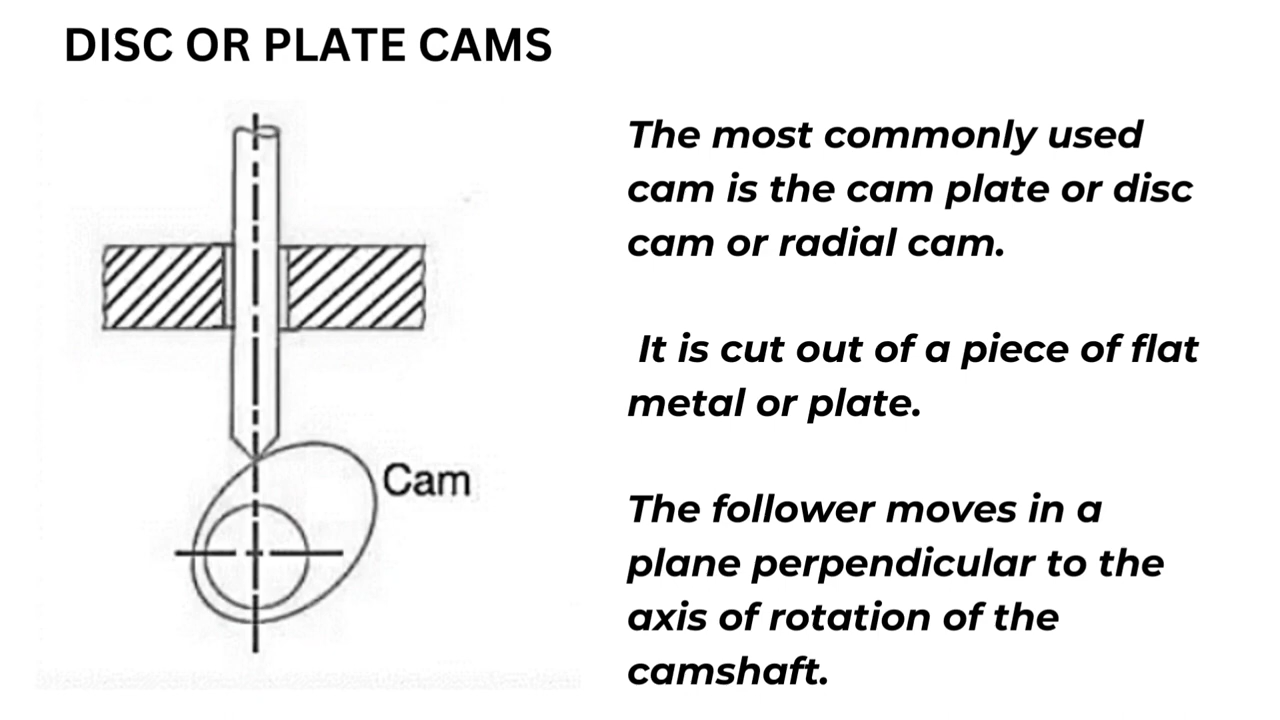 DISC OR PLATE CAMS
The most commonly used
cam is the cam plate or disc
cam or radial cam.
It is cut out of a piece of flat
metal or plate.
Cam
The follower moves in a
plane perpendicular to the
axis of rotation of the
camshaft.